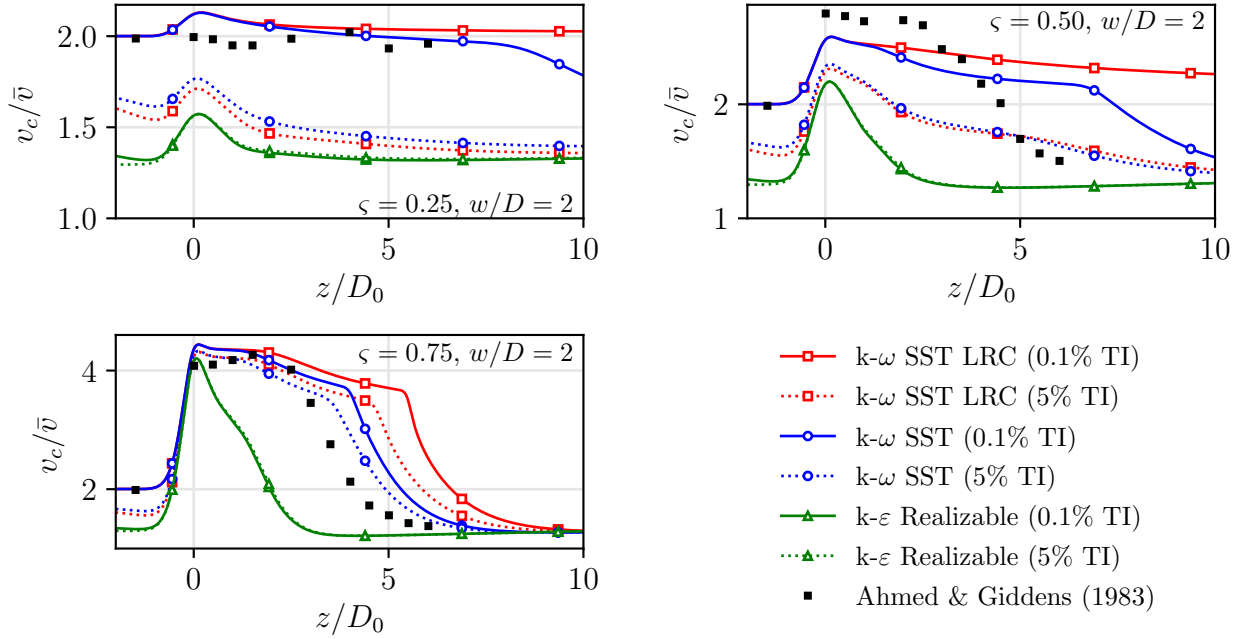 2.0
1.5
1.0
v_c/v̄
ς = 0.25, w/D = 2
0
5
10
z/D_0
2
1
v_c/v̄
ς = 0.50, w/D = 2
0
5
10
z/D_0
4
2
v_c/v̄
ς = 0.75, w/D = 2
0
5
10
z/D_0
k-ω SST LRC (0.1% TI)
k-ω SST LRC (5% TI)
k-ω SST (0.1% TI)
k-ω SST (5% TI)
k-ε Realizable (0.1% TI)
k-ε Realizable (5% TI)
Ahmed & Giddens (1983)